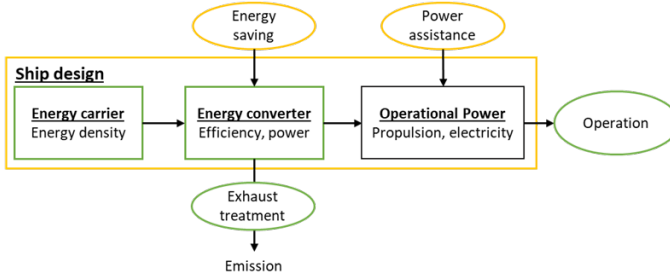 Energy
saving
Power
assistance
Ship design
Energy carrier
Energy density
Energy converter
Efficiency, power
Operational Power
Propulsion, electricity
Operation
Exhaust
treatment
Emission